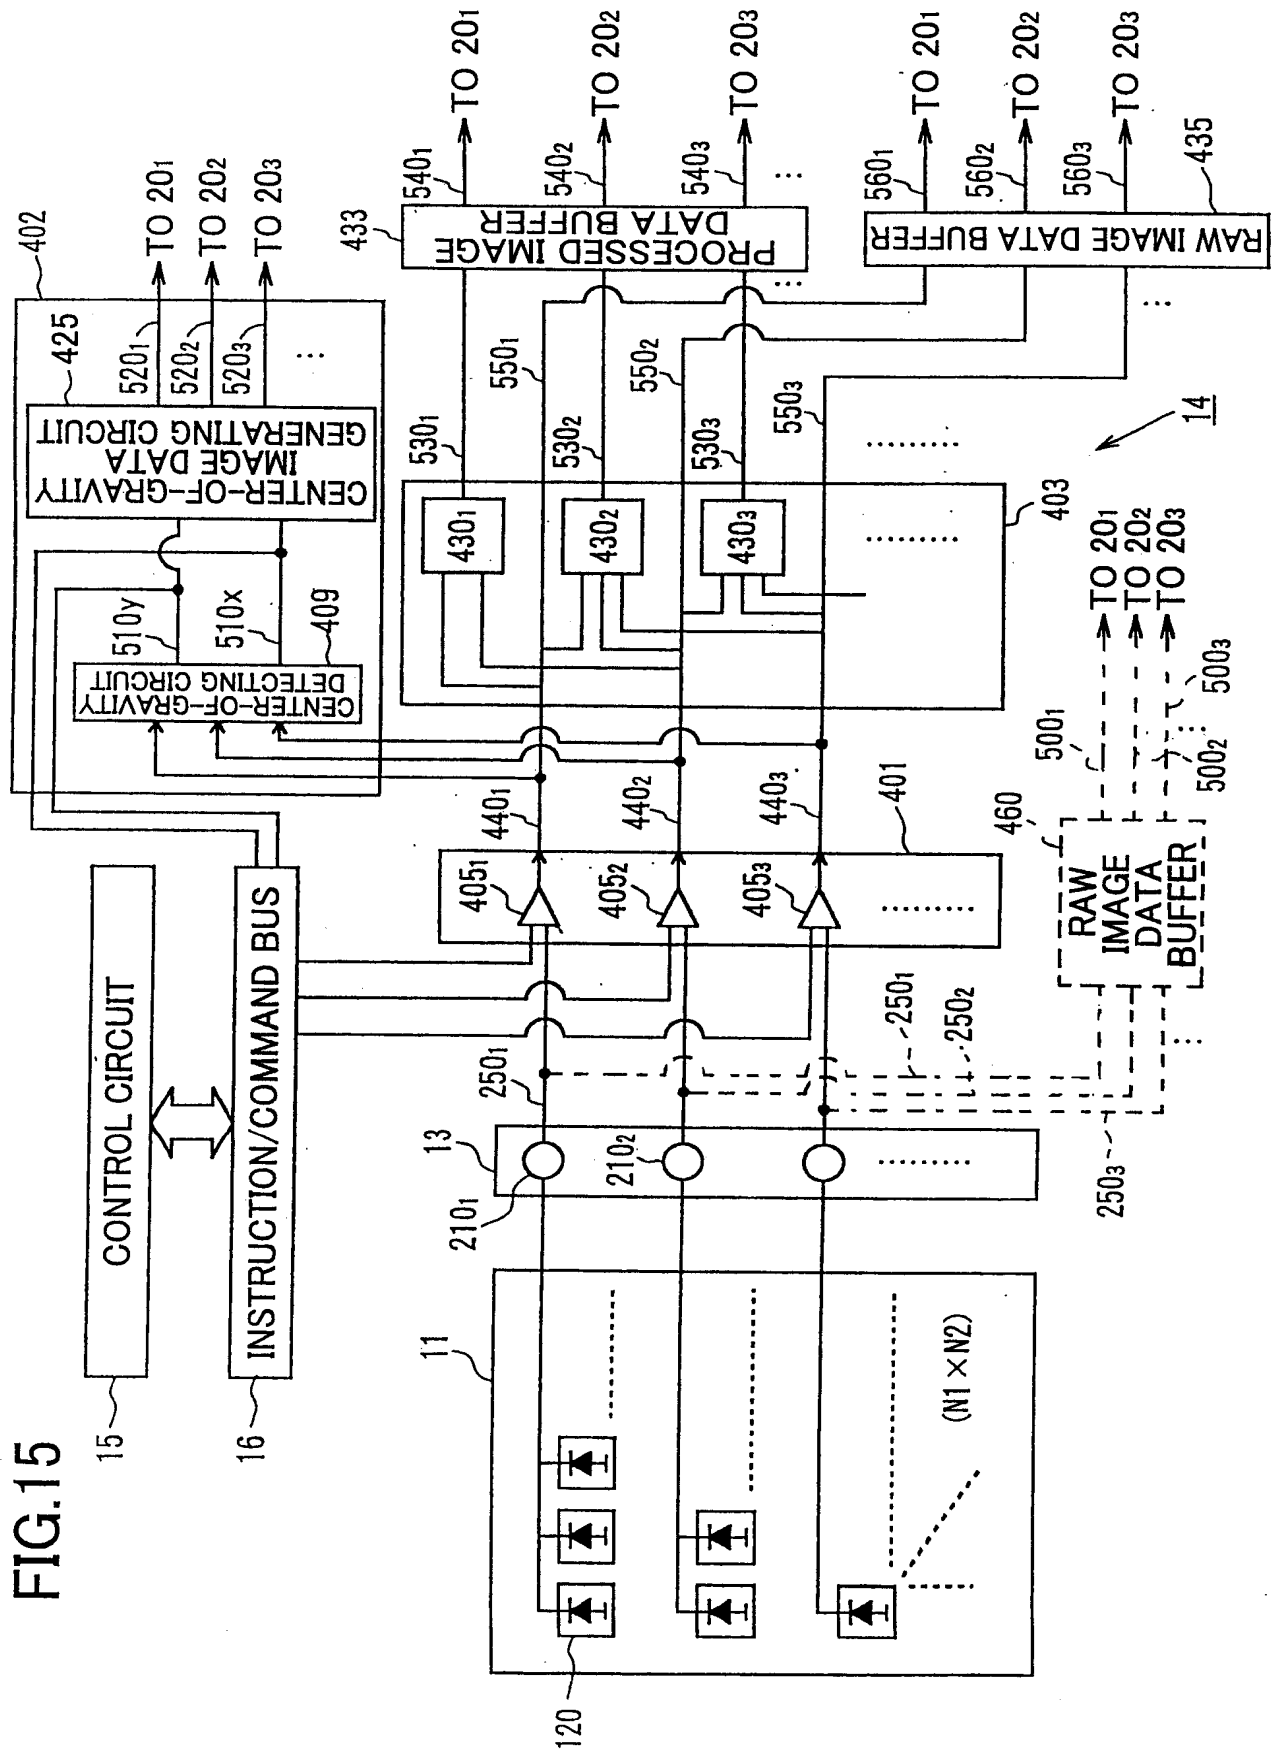 FIG.15
15
CONTROL CIRCUIT
16
INSTRUCTION/COMMAND BUS
402
425
409
CENTER-OF-GRAVITY
DETECTING CIRCUIT
510y
510x
CENTER-OF-GRAVITY
IMAGE DATA
GENERATING CIRCUIT
520₁
520₂
520₃
...
TO 20₁
TO 20₂
TO 20₃
11
120
(N1×N2)
13
210₁
210₂
250₁
250₁
250₂
250₃
405₁
405₂
405₃
401
440₁
440₂
440₃
403
430₁
430₂
430₃
530₁
530₂
530₃
550₁
550₂
550₃
433
PROCESSED IMAGE
DATA BUFFER
540₁
540₂
540₃
TO 20₁
TO 20₂
TO 20₃
RAW IMAGE DATA BUFFER
435
560₁
560₂
560₃
TO 20₁
TO 20₂
TO 20₃
14
460
RAW
IMAGE
DATA
BUFFER
500₁
500₂
500₃
TO 20₁
TO 20₂
TO 20₃